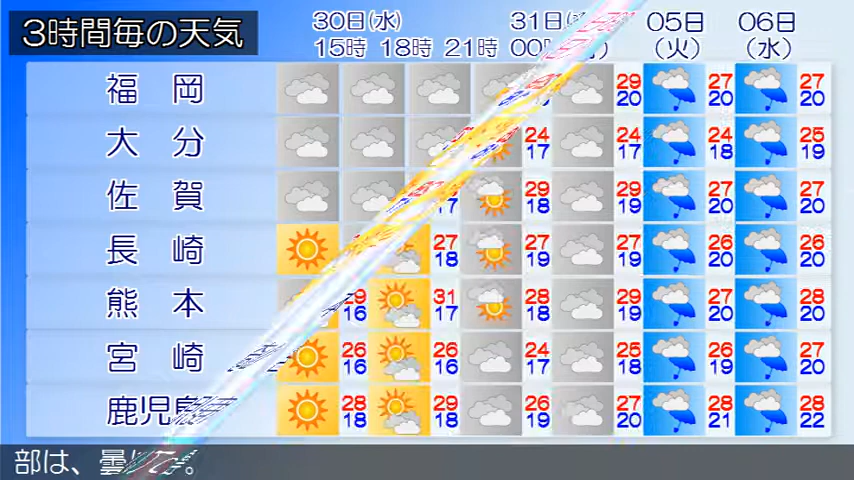 3時間毎の天気
30日(水) 31日 05日 06日
15時 18時 21時 00 (火) (水)
福岡 29 20 27 20 27 20
大分 24 17 24 17 24 18 25 19
佐賀 17 29 18 29 19 27 20 27 20
長崎 27 18 27 19 27 19 26 20 26 20
熊本 29 16 31 17 28 18 29 19 27 20 28 20
宮崎 26 16 26 16 24 17 25 18 26 19 27 20
鹿児島 28 18 29 18 26 19 27 20 28 21 28 22
部は、曇り